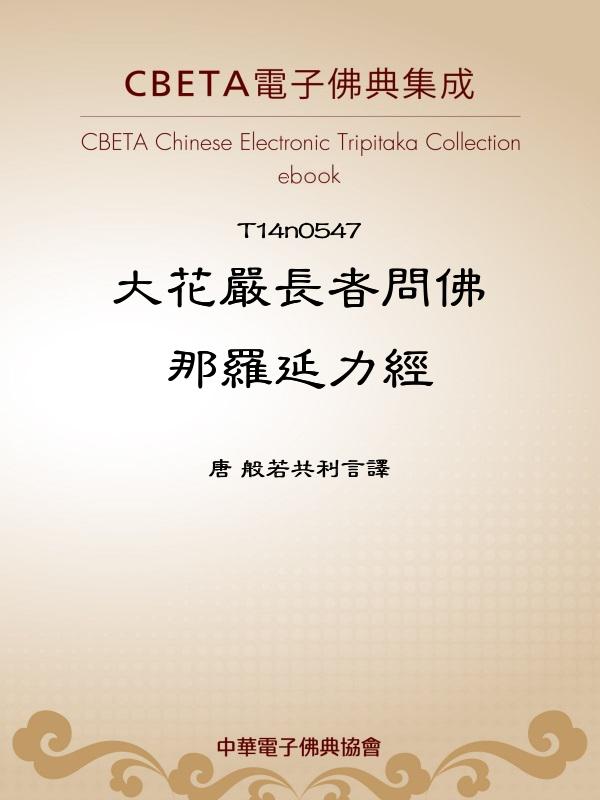 CBETA電子佛典集成
CBETA Chinese Electronic Tripitaka Collection
ebook
T14n0547
大花嚴長者問佛
那羅延力經
唐 般若共利言譯
中華電子佛典協會